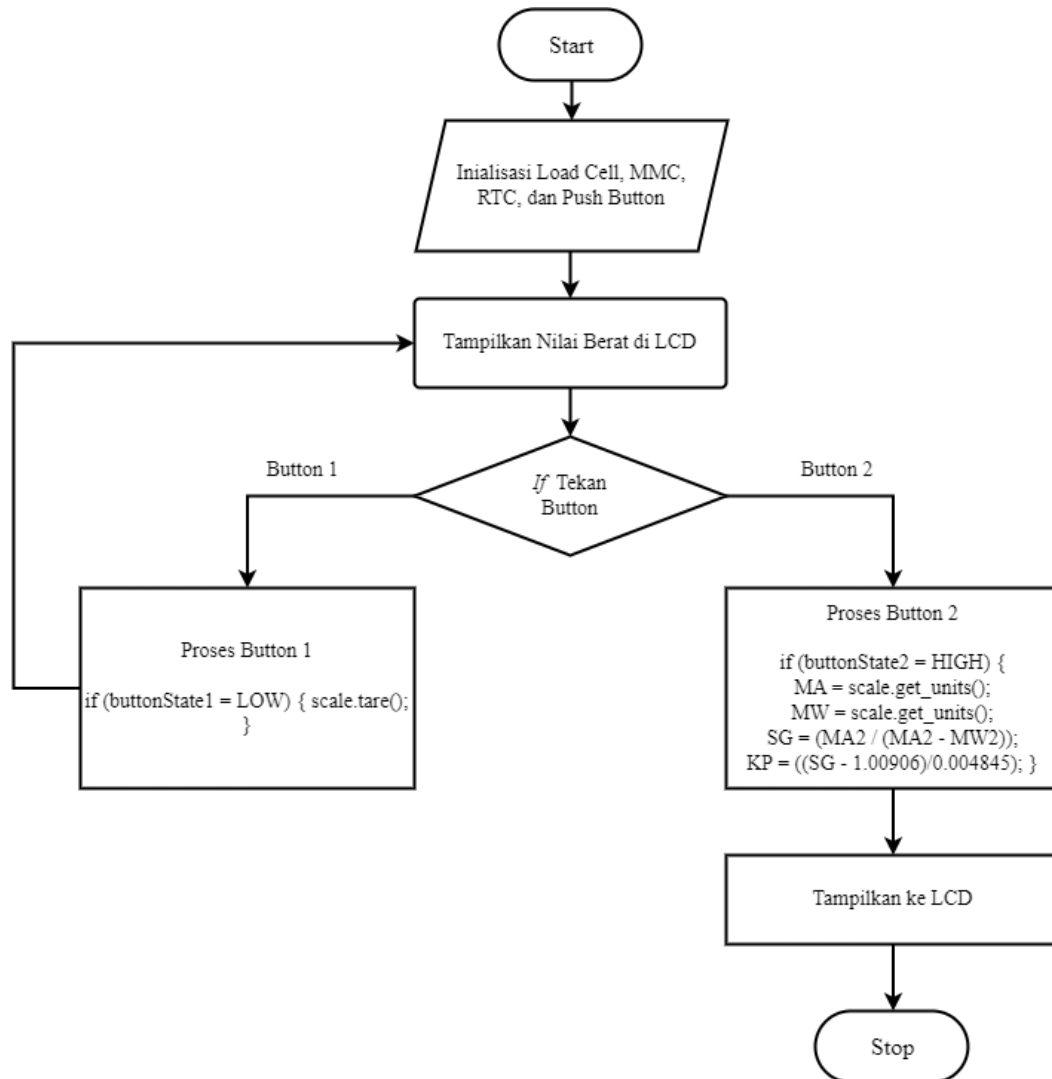 Start
Inialisasi Load Cell, MMC,
RTC, dan Push Button
Tampilkan Nilai Berat di LCD
If Tekan
Button
Button 1
Button 2
Proses Button 1
if (buttonState1 = LOW) { scale.tare();
}
Proses Button 2
if (buttonState2 = HIGH) {
MA = scale.get_units();
MW = scale.get_units();
SG = (MA2 / (MA2 - MW2));
KP = ((SG - 1.00906)/0.004845); }
Tampilkan ke LCD
Stop